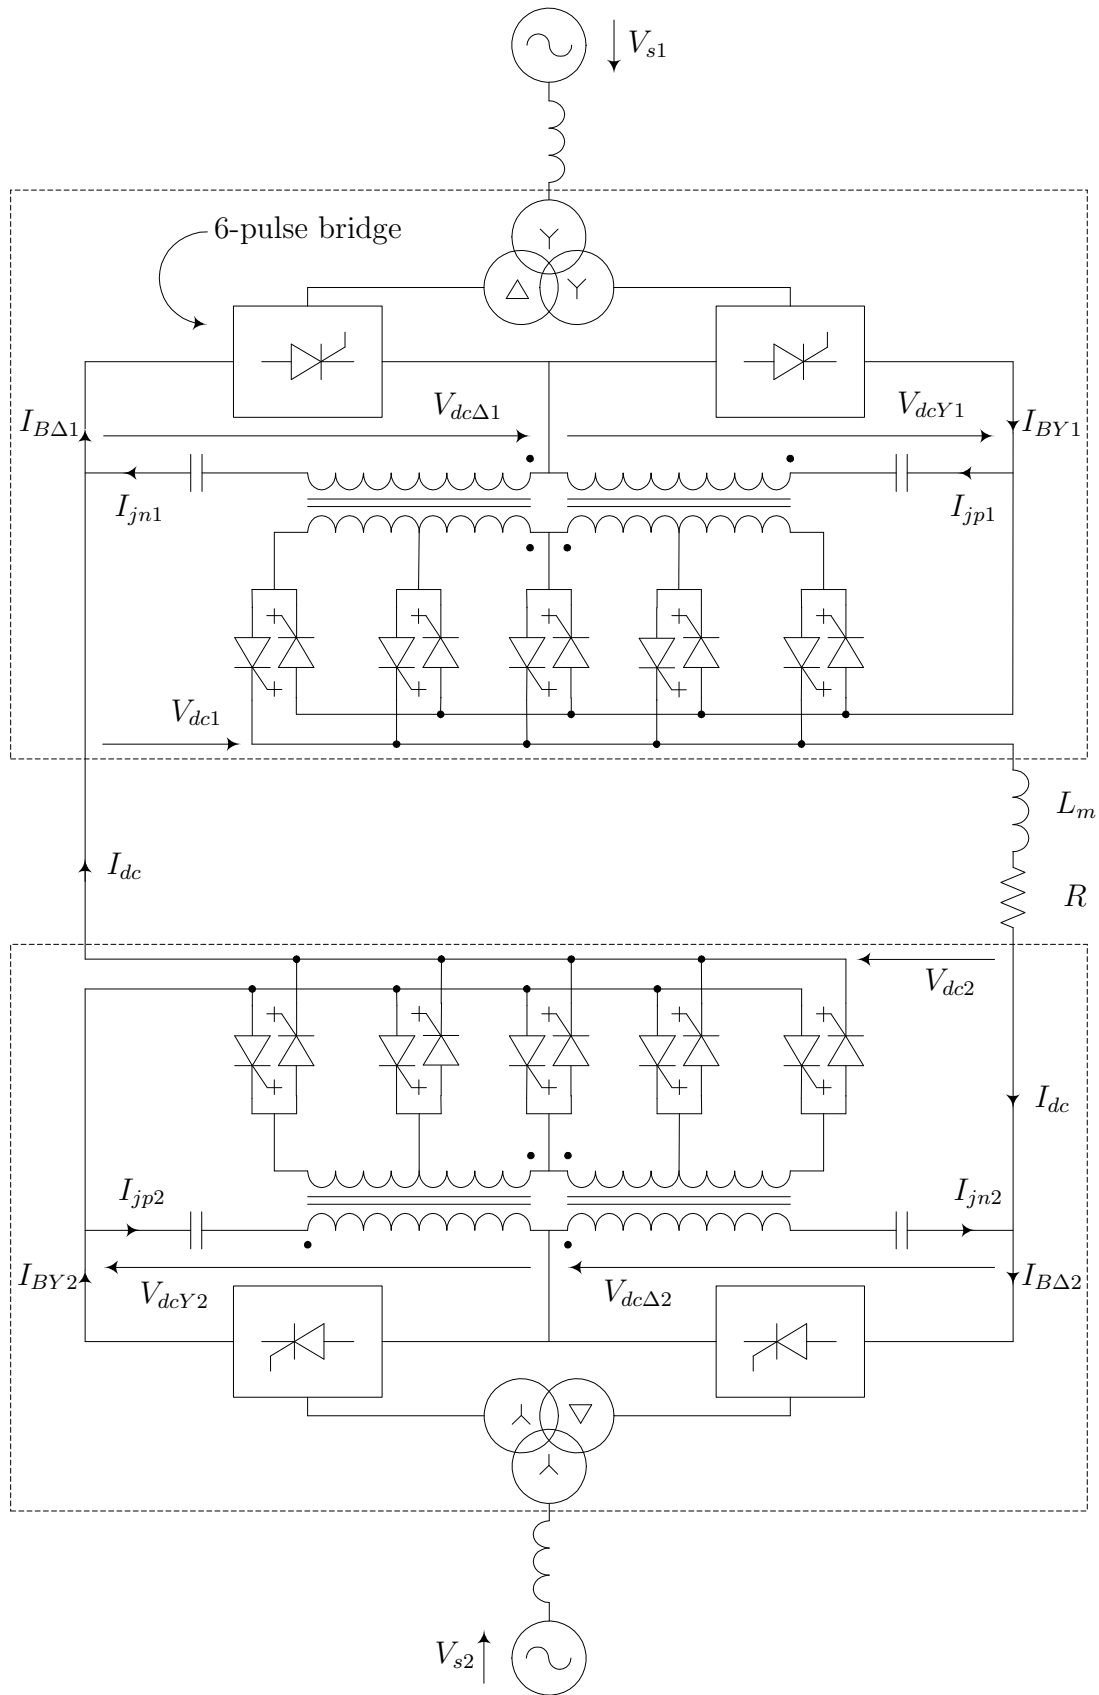 V_{s1}
6-pulse bridge
V_{dcΔ1}
V_{dcY1}
I_{BΔ1}
I_{BY1}
I_{jn1}
I_{jp1}
V_{dc1}
L_m
I_{dc}
R
V_{dc2}
I_{dc}
I_{jp2}
I_{jn2}
I_{BY2}
I_{BΔ2}
V_{dcY2}
V_{dcΔ2}
V_{s2}